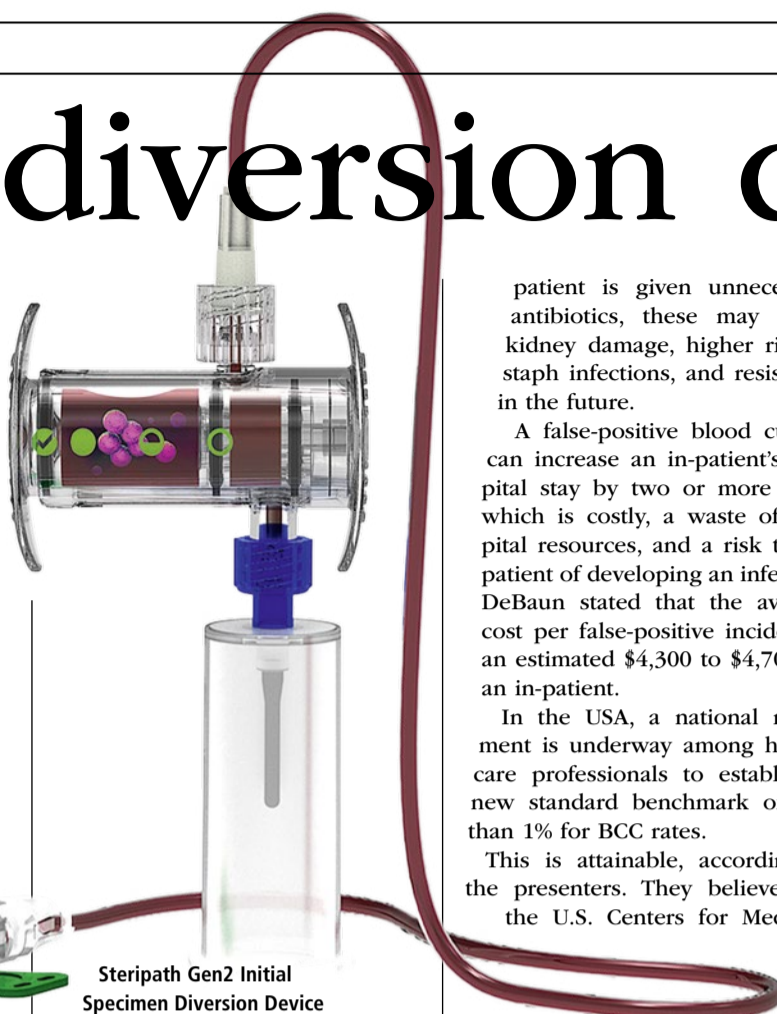 diversion
patient is given unnece
antibiotics, these may
kidney damage, higher ri
staph infections, and resis
in the future.
A false-positive blood cu
can increase an in-patient's
pital stay by two or more
which is costly, a waste of
pital resources, and a risk t
patient of developing an infe
DeBaun stated that the av
cost per false-positive incid
an estimated $4,300 to $4,70
an in-patient.
In the USA, a national
ment is underway among h
care professionals to establ
new standard benchmark o
than 1% for BCC rates.
This is attainable, accordin
the presenters. They believe
the U.S. Centers for Med
Steripath Gen2 Initial
Specimen Diversion Device